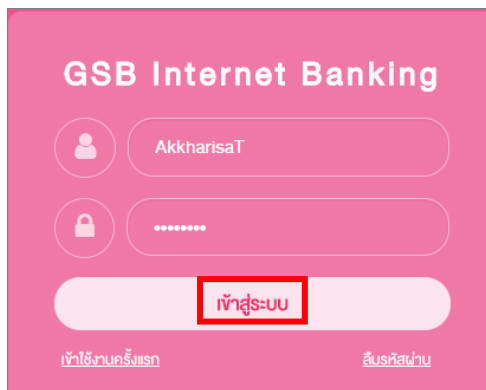 GSB Internet Banking
AkkharisaT
••••••••
เข้าสู่ระบบ
เข้าใช้งานครั้งแรก
ลืมรหัสผ่าน